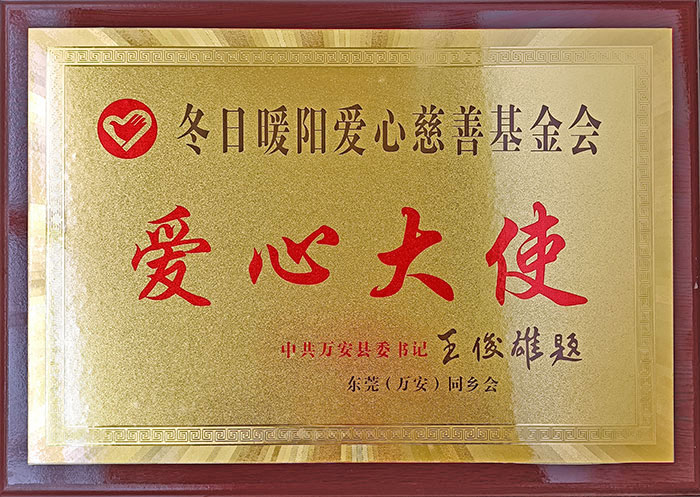 冬日暖阳爱心慈善基金会
爱心大使
中共万安县委书记 王俊雄题
东莞(万安)同乡会